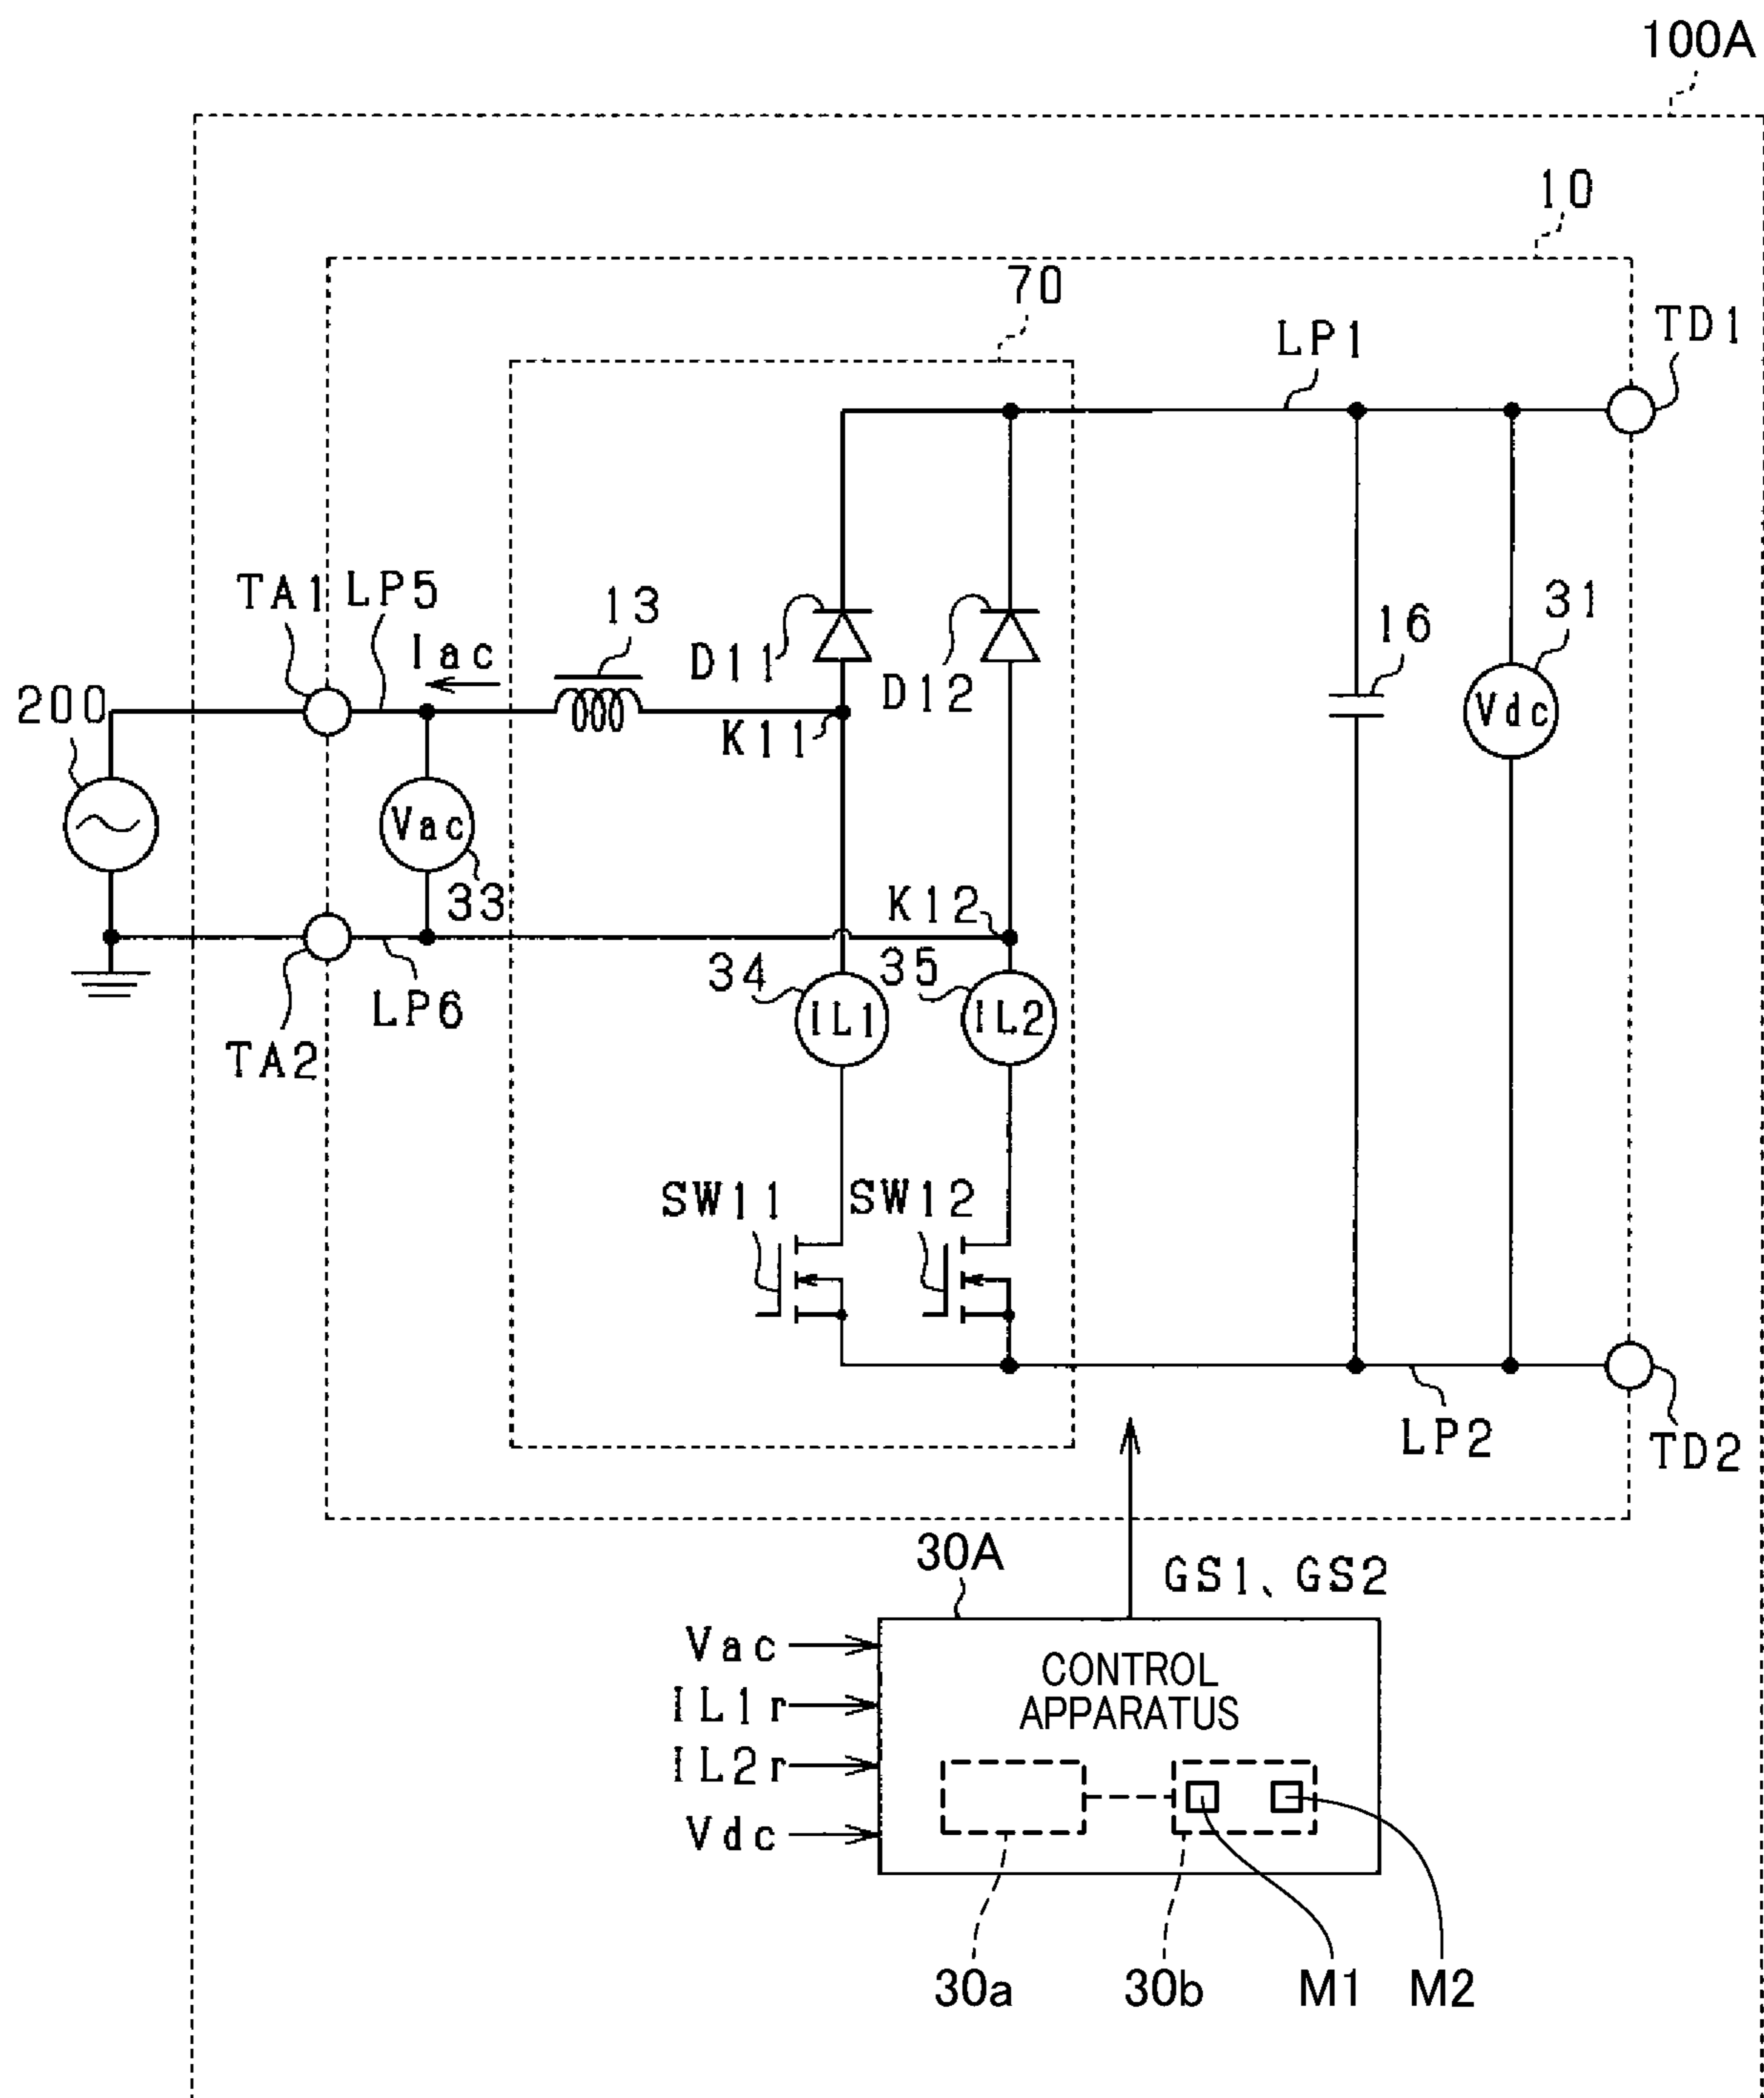 100A
10
70
TD1
LP1
TA1
LP5
13
31
Iac
D11
D12
16
200
Vdc
K11
Vac
33
K12
34
35
LP6
IL1
IL2
TA2
SW11
SW12
LP2
TD2
30A
GS1、GS2
Vac
CONTROL
APPARATUS
IL1r
IL2r
Vdc
30a
30b
M1
M2